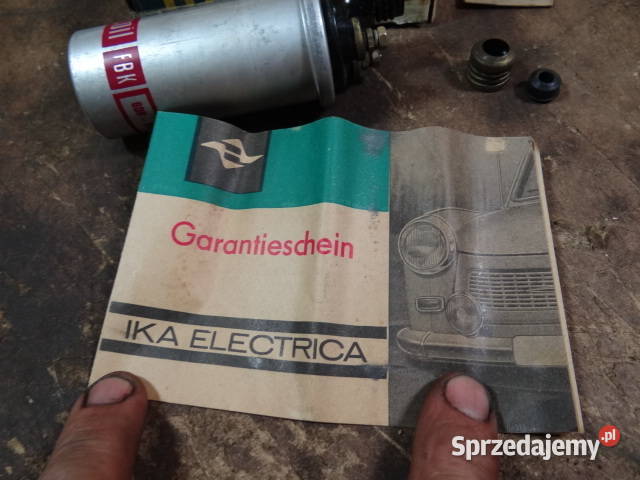 FBK
Garantieschein
IKA ELECTRICA
Sprzedajemy.pl